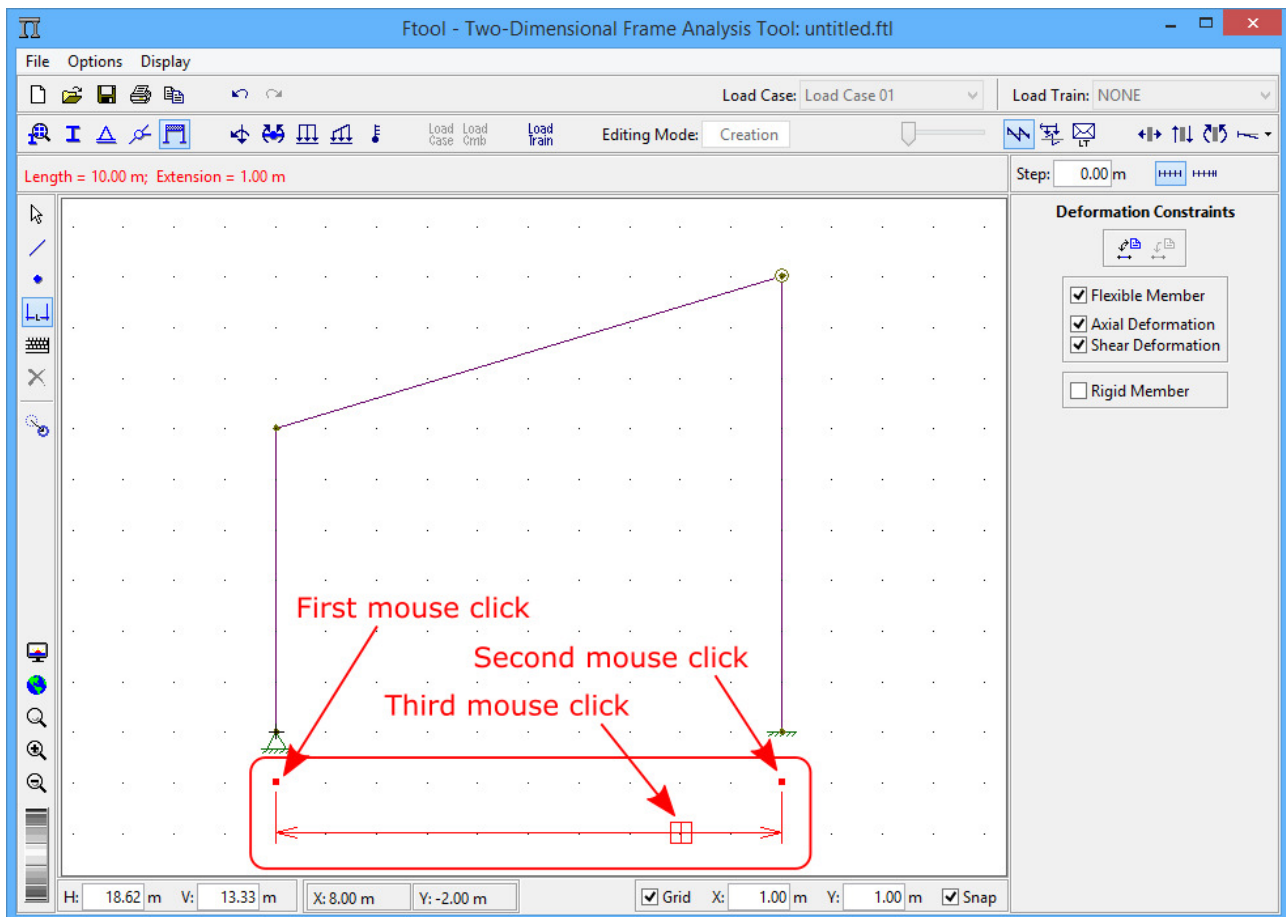 Ftool - Two-Dimensional Frame Analysis Tool: untitled.ftl
File Options Display
Load Case: Load Case 01
Load Train: NONE
Load Case
Load Cmb
Load Train
Editing Mode: Creation
LT
Length = 10.00 m; Extension = 1.00 m
Step: 0.00 m
L
Deformation Constraints
Flexible Member
Axial Deformation
Shear Deformation
Rigid Member
First mouse click
Second mouse click
Third mouse click
H: 18.62 m V: 13.33 m X: 8.00 m Y: -2.00 m Grid X: 1.00 m Y: 1.00 m Snap